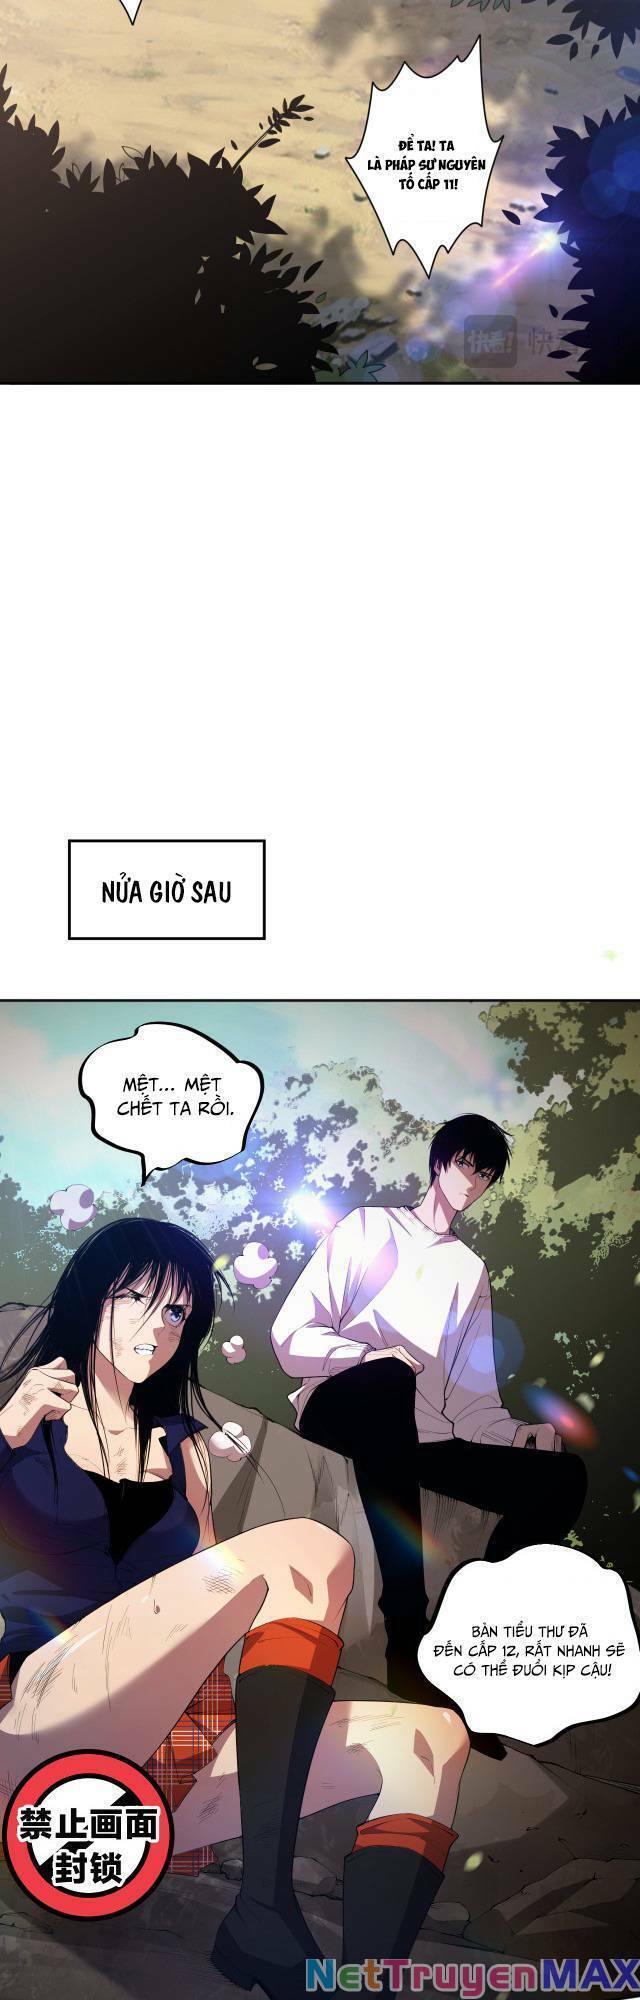 ĐỂ TA! TA
LÀ PHÁP SƯ NGUYÊN
TỐ CẤP 11!
快看! 快看
NỬA GIỜ SAU
MỆT... MỆT
CHẾT TA RỒI.
BẢN TIỂU THƯ ĐÃ
ĐẾN CẤP 12, RẤT NHANH SẼ
CÓ THỂ ĐUỔI KỊP CẬU!
禁止画面
封锁
NETTRUYENMAX